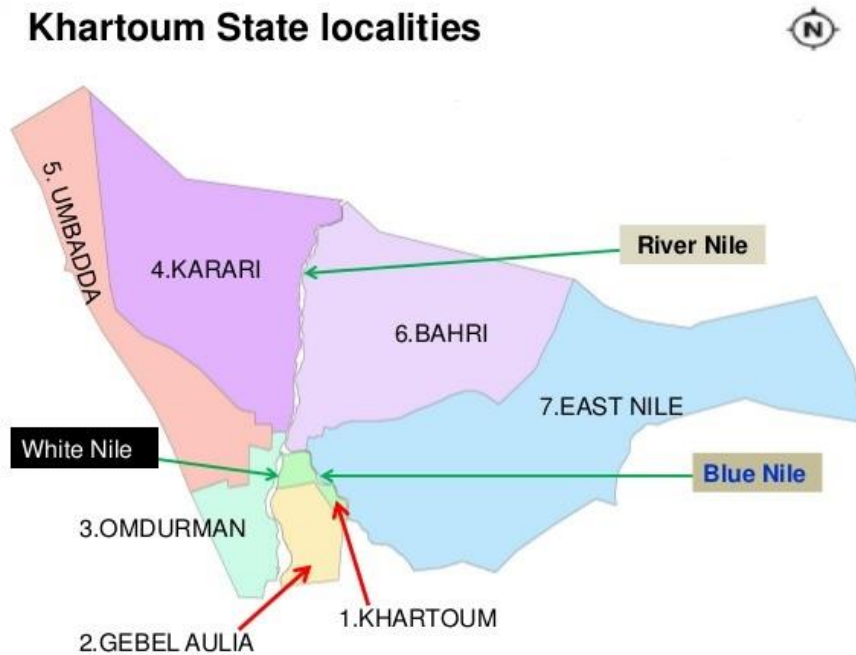 Khartoum State localities
N
5. UMBADDA
4.KARARI
River Nile
6.BAHRI
7.EAST NILE
White Nile
Blue Nile
3.OMDURMAN
1.KHARTOUM
2.GEBEL AULIA